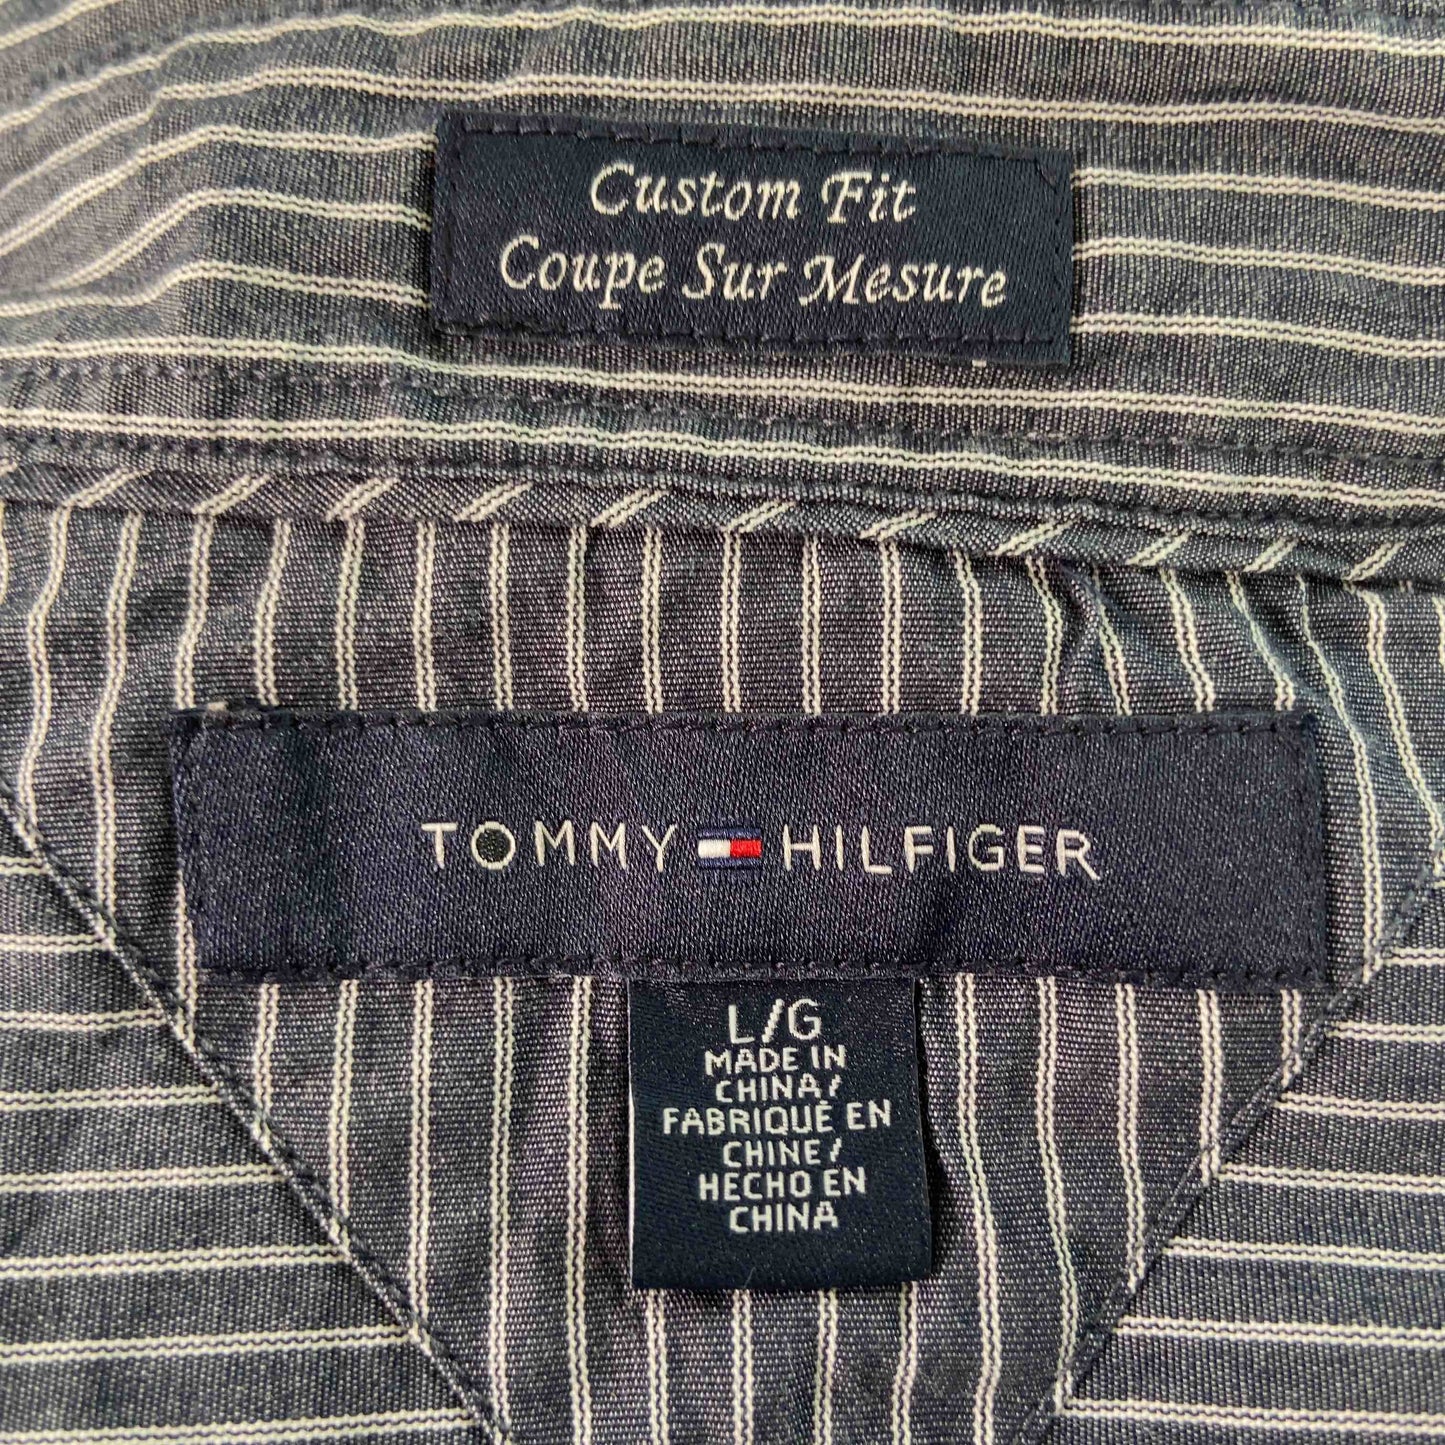 Custom Fit
Coupe Sur Mesure
TOMMY HILFIGER
L/G
MADE IN
CHINA/
FABRIQUÉ EN
CHINE/
HECHO EN
CHINA